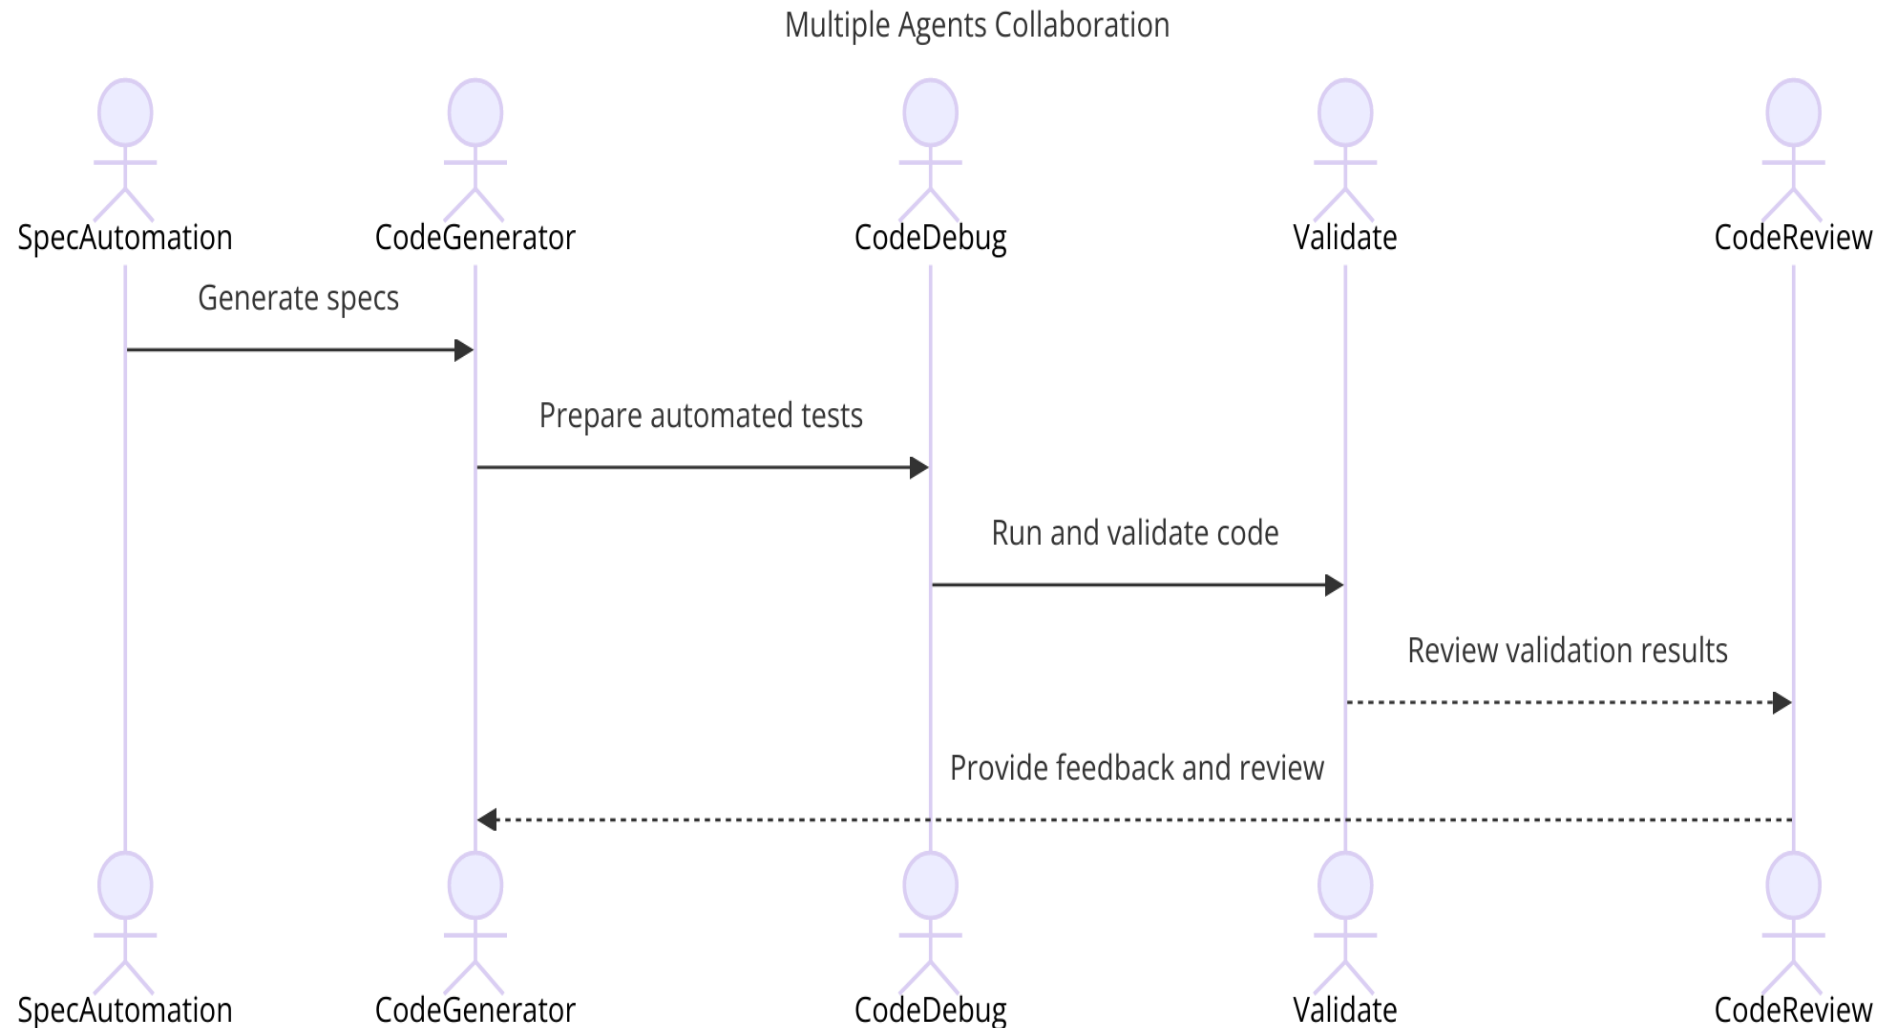 Multiple Agents Collaboration
SpecAutomation
CodeGenerator
CodeDebug
Validate
CodeReview
Generate specs
Prepare automated tests
Run and validate code
Review validation results
Provide feedback and review
SpecAutomation
CodeGenerator
CodeDebug
Validate
CodeReview